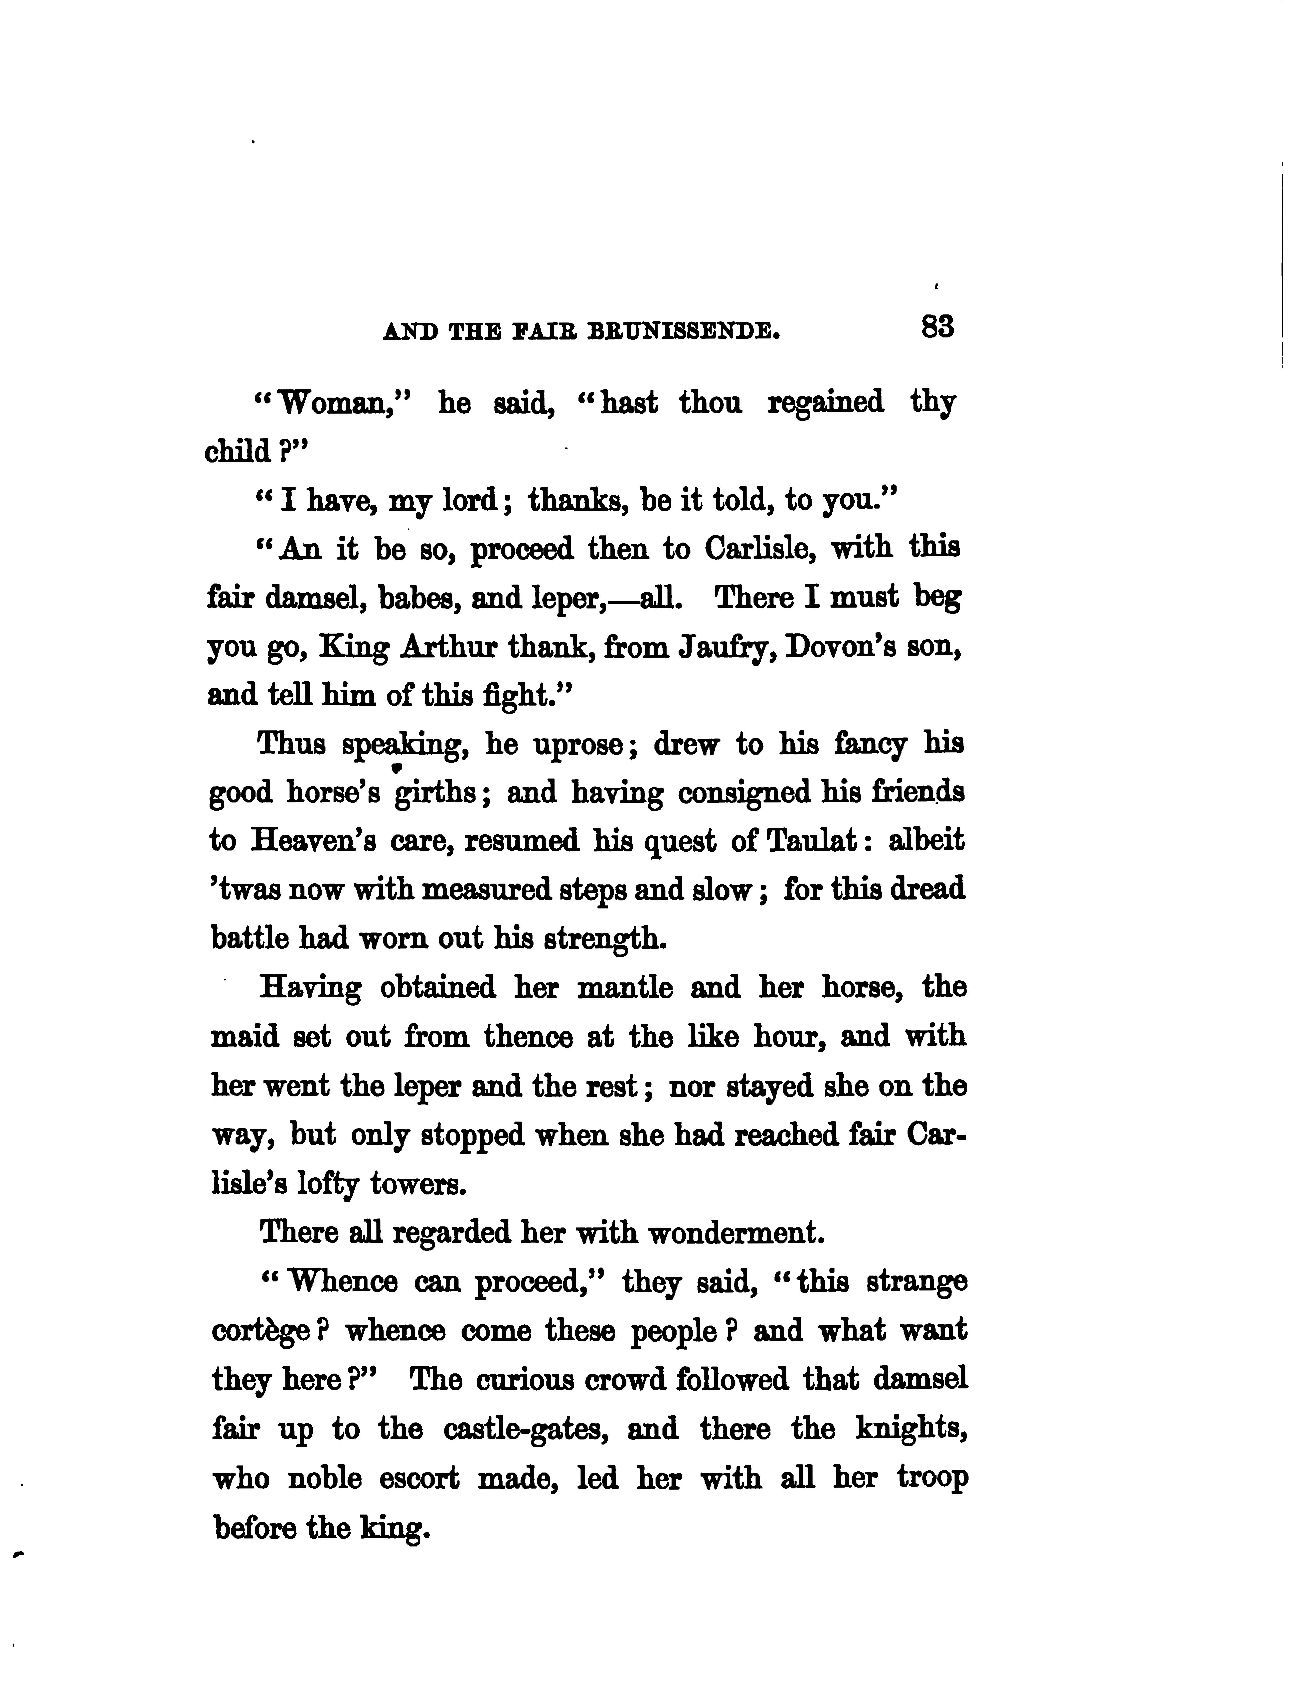 AND THE FAIR BRUNISSENDE. 83
“Woman,” he said, “hast thou regained thy
child?”
“I have, my lord; thanks, be it told, to you.”
“An it be so, proceed then to Carlisle, with this
fair damsel, babes, and leper,—all. There I must beg
you go, King Arthur thank, from Jaufry, Dovon’s son,
and tell him of this fight.”
Thus speaking, he uprose; drew to his fancy his
good horse’s girths; and having consigned his friends
to Heaven’s care, resumed his quest of Taulat: albeit
’twas now with measured steps and slow; for this dread
battle had worn out his strength.
Having obtained her mantle and her horse, the
maid set out from thence at the like hour, and with
her went the leper and the rest; nor stayed she on the
way, but only stopped when she had reached fair Car-
lisle’s lofty towers.
There all regarded her with wonderment.
“Whence can proceed,” they said, “this strange
cortège? whence come these people? and what want
they here?” The curious crowd followed that damsel
fair up to the castle-gates, and there the knights,
who noble escort made, led her with all her troop
before the king.